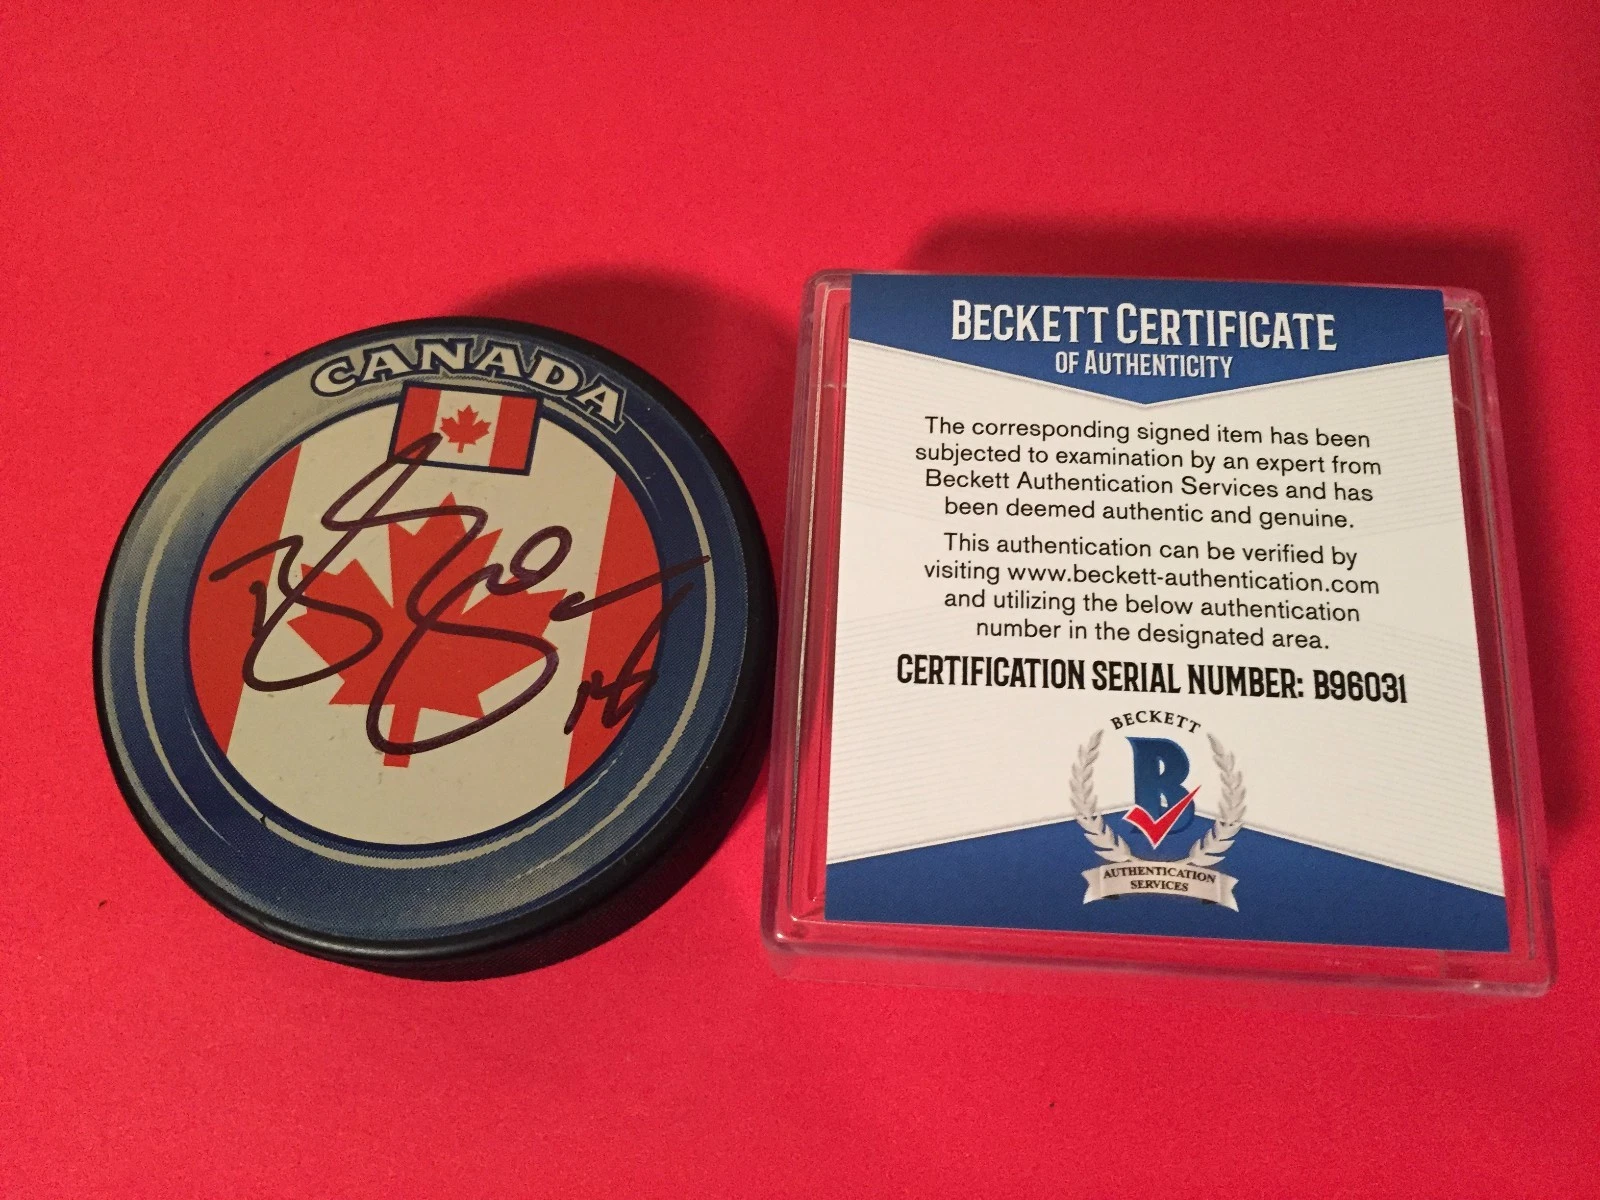 CANADA
BECKETT CERTIFICATE
OF AUTHENTICITY
The corresponding signed item has been
subjected to examination by an expert from
Beckett Authentication Services and has
been deemed authentic and genuine.
This authentication can be verified by
visiting www.beckett-authentication.com
and utilizing the below authentication
number in the designated area.
CERTIFICATION SERIAL NUMBER: B96031
BECKETT
B
AUTHENTICATION
SERVICES